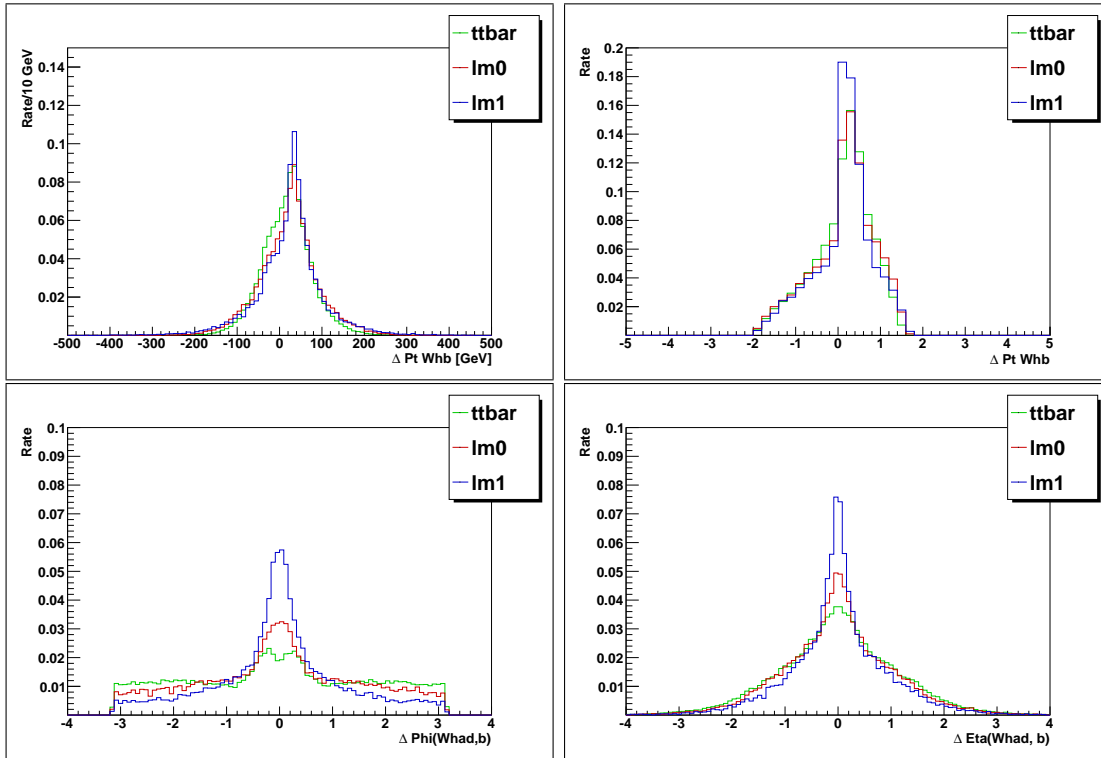 ttbar
lm0
lm1
Rate/10 GeV
0.14
0.12
0.1
0.08
0.06
0.04
0.02
-500 -400 -300 -200 -100 0 100 200 300 400 500
Δ Pt Whb [GeV]
ttbar
lm0
lm1
Rate
0.2
0.18
0.16
0.14
0.12
0.1
0.08
0.06
0.04
0.02
-5 -4 -3 -2 -1 0 1 2 3 4 5
Δ Pt Whb
ttbar
lm0
lm1
Rate
0.1
0.09
0.08
0.07
0.06
0.05
0.04
0.03
0.02
0.01
-4 -3 -2 -1 0 1 2 3 4
Δ Phi(Whad,b)
ttbar
lm0
lm1
Rate
0.1
0.09
0.08
0.07
0.06
0.05
0.04
0.03
0.02
0.01
-4 -3 -2 -1 0 1 2 3 4
Δ Eta(Whad, b)